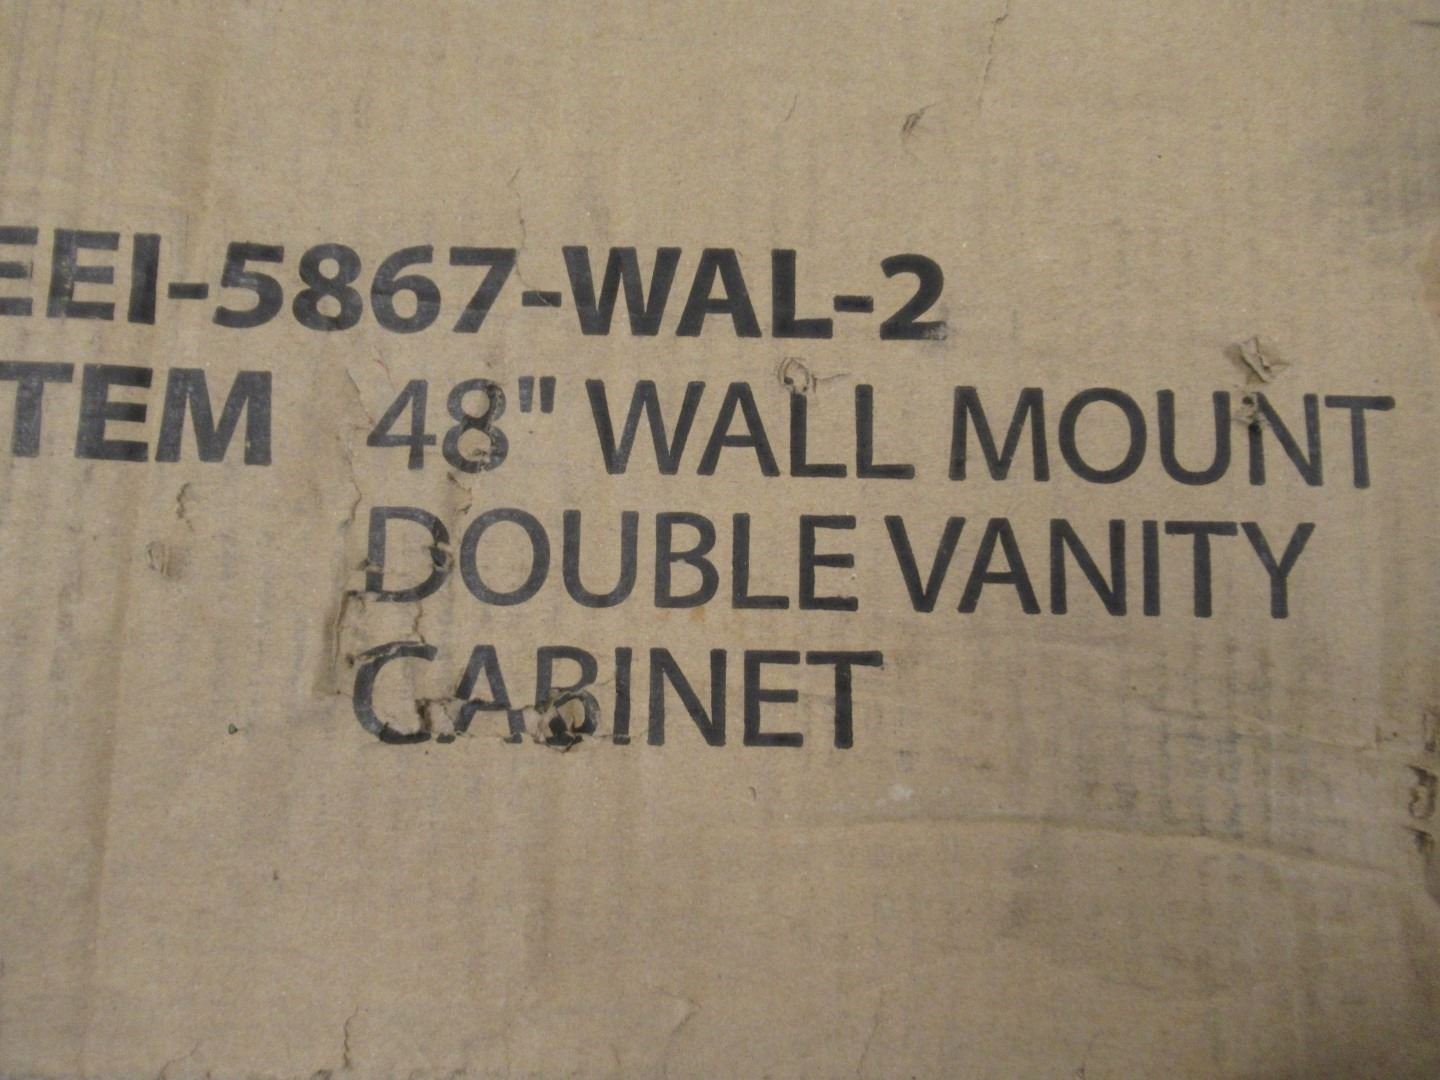 EEI-5867-WAL-2
TEM 48" WALL MOUNT
DOUBLE VANITY
CABINET